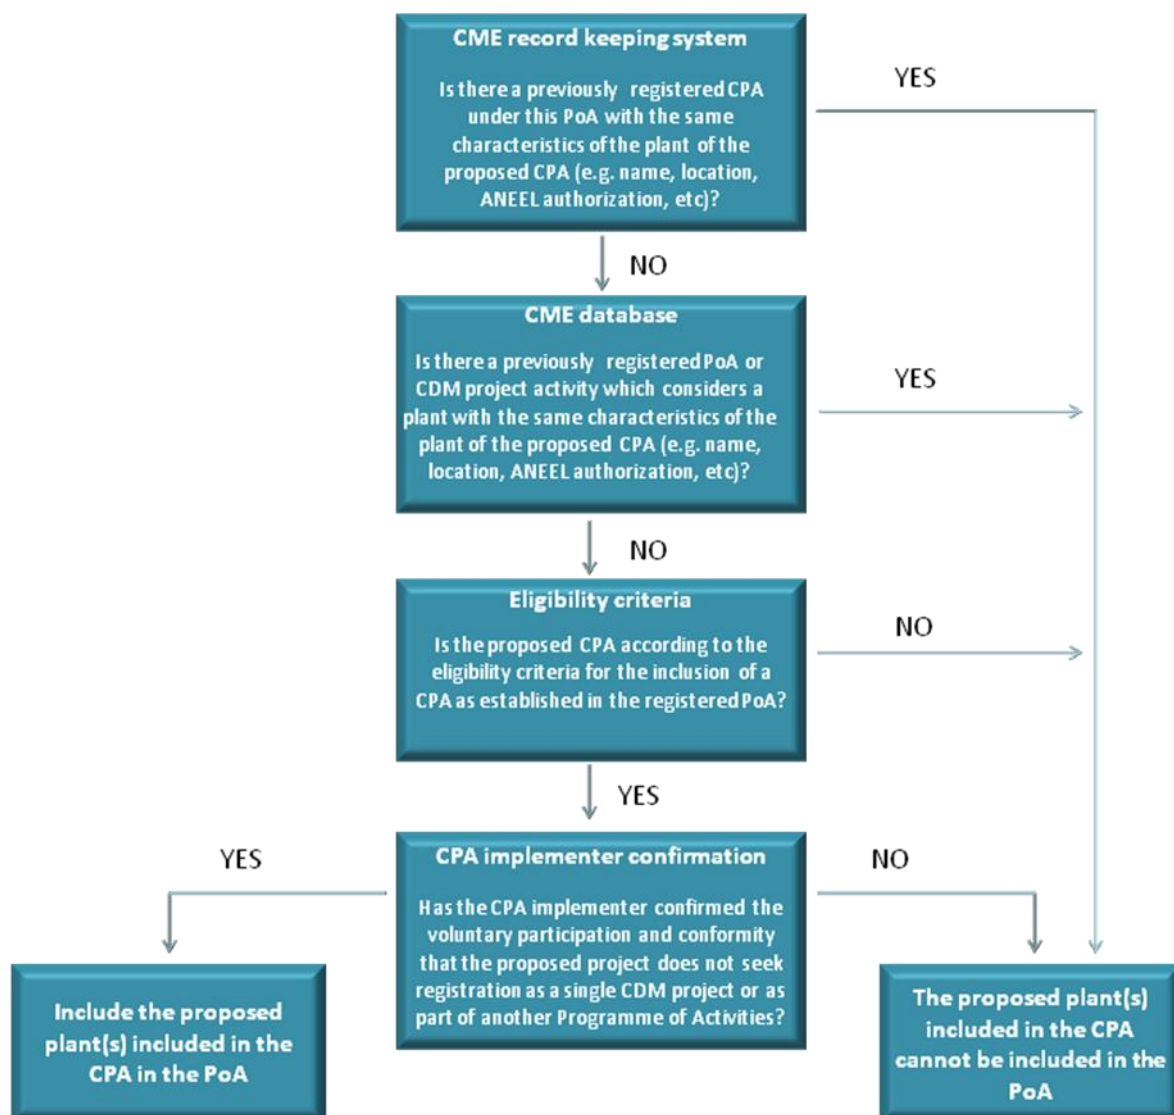 CME record keeping system
Is there a previously registered CPA
under this PoA with the same
characteristics of the plant of the
proposed CPA (e.g. name, location,
ANEEL authorization, etc)?
YES
NO
CME database
Is there a previously registered PoA or
CDM project activity which considers a
plant with the same characteristics of the
plant of the proposed CPA (e.g. name,
location, ANEEL authorization, etc)?
YES
NO
Eligibility criteria
Is the proposed CPA according to the
eligibility criteria for the inclusion of a
CPA as established in the registered PoA?
NO
YES
CPA implementer confirmation
Has the CPA implementer confirmed the
voluntary participation and conformity
that the proposed project does not seek
registration as a single CDM project or as
part of another Programme of Activities?
YES
NO
Include the proposed
plant(s) included in the
CPA in the PoA
The proposed plant(s)
included in the CPA
cannot be included in the
PoA